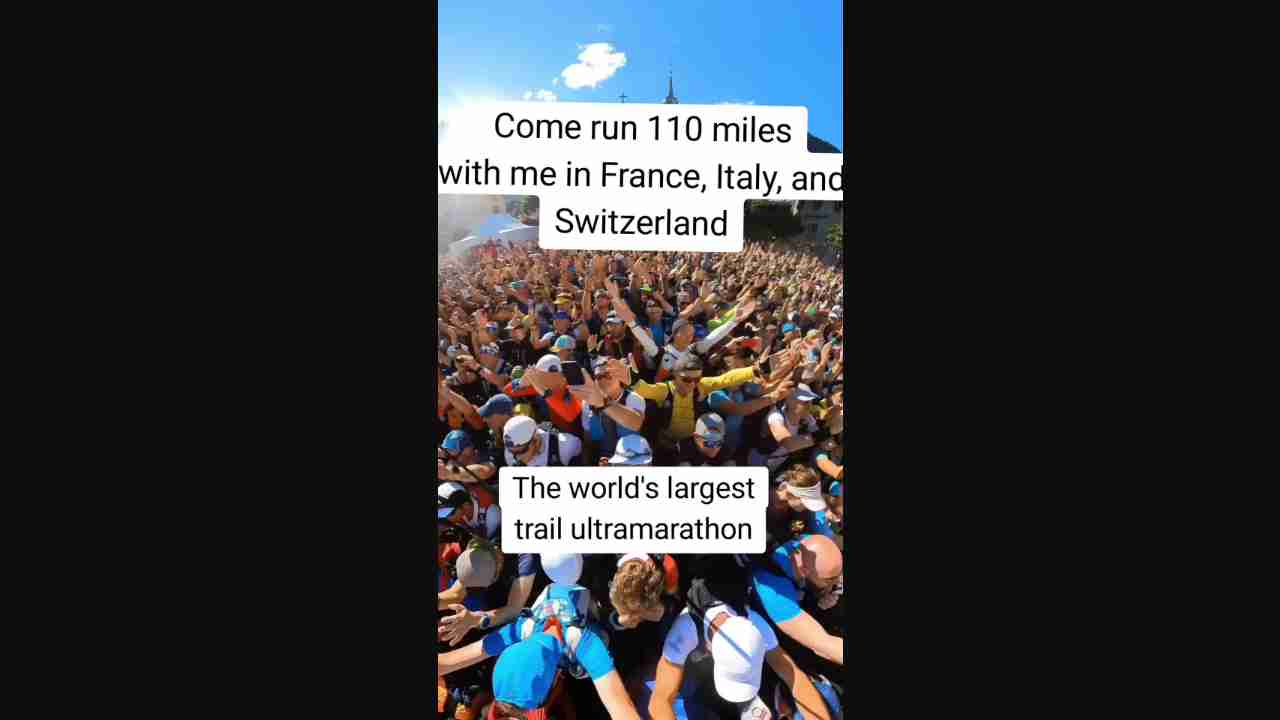 Come run 110 miles
with me in France, Italy, and
Switzerland
The world's largest
trail ultramarathon